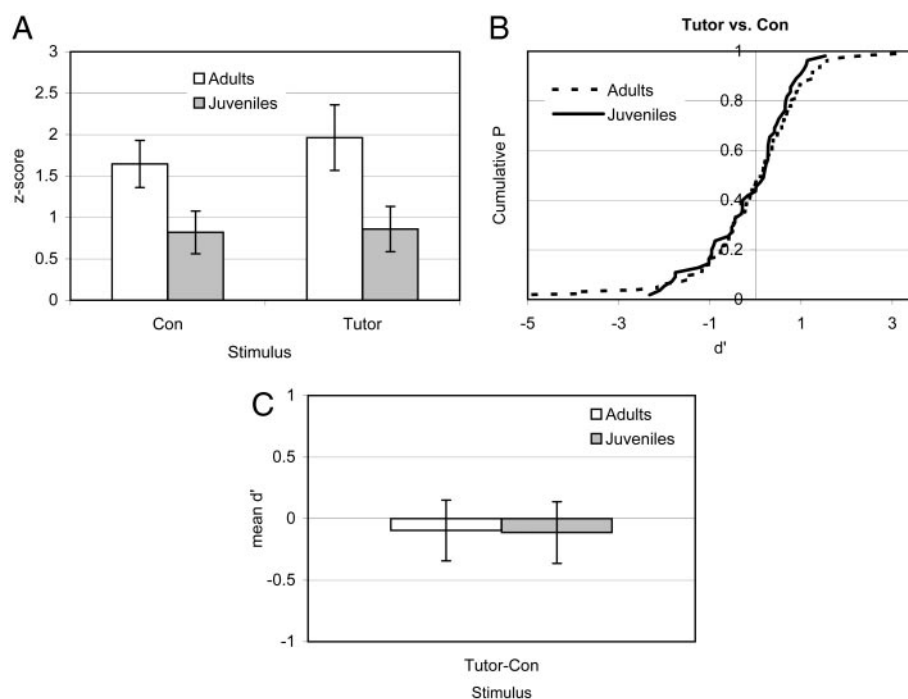 A
3
2.5
2
1.5
1
0.5
0
z-score
Adults
Juveniles
Con
Tutor
Stimulus
B
Tutor vs. Con
1
0.8
0.6
0.4
0.2
0
Cumulative P
Adults
Juveniles
-5
-3
-1
1
3
d'
C
1
0.5
0
-0.5
-1
mean d'
Adults
Juveniles
Tutor-Con
Stimulus